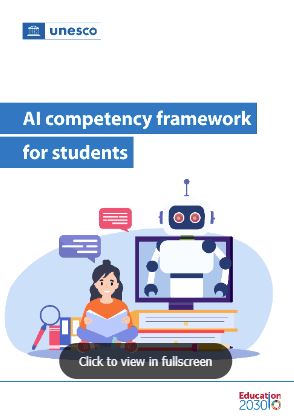 unesco
AI competency framework
for students
Click to view in fullscreen
Education
2030